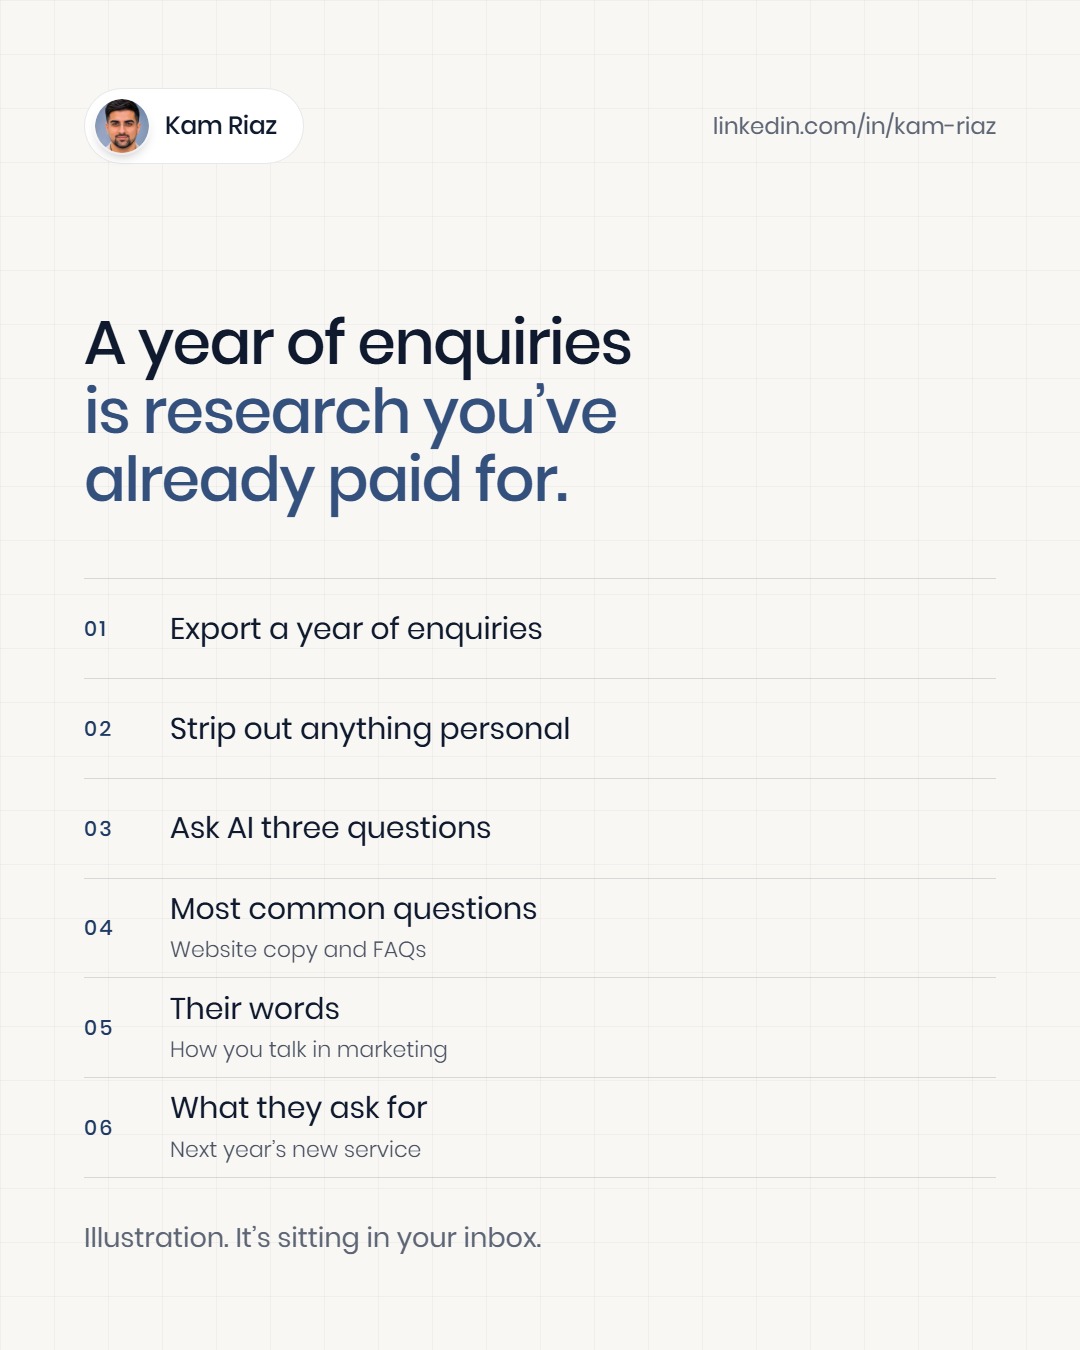 Kam Riaz
linkedin.com/in/kam-riaz
A year of enquiries
is research you’ve
already paid for.
01 Export a year of enquiries
02 Strip out anything personal
03 Ask AI three questions
04 Most common questions
Website copy and FAQs
05 Their words
How you talk in marketing
06 What they ask for
Next year’s new service
Illustration. It’s sitting in your inbox.